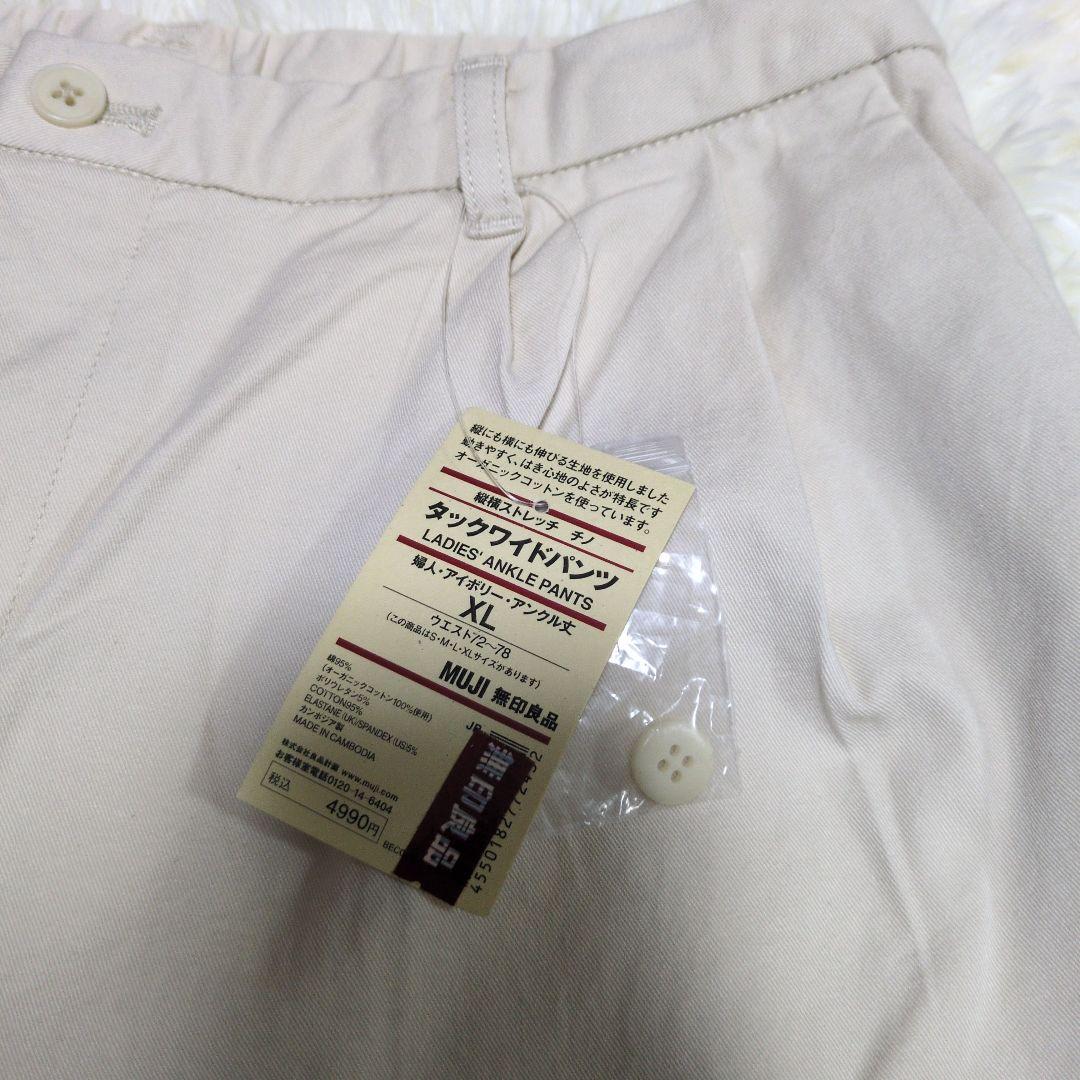 縦にも横にも伸びる生地を使用しました
動きやすく、はき心地のよさが特長です
オーガニックコットンを使っています。
縦横ストレッチ チノ
タックワイドパンツ
LADIES' ANKLE PANTS
婦人・アイボリー・アンクル丈
XL
ウエスト72～78
(この商品はS・M・L・XLサイズがあります)
MUJI 無印良品
綿95%
(オーガニックコットン100%使用)
ポリウレタン5%
COTTON95%
ELASTANE (UK)/SPANDEX (US)5%
カンボジア製
MADE IN CAMBODIA
株式会社良品計画 www.muji.com
お客様室電話0120-14-6404
税込 4990円
無印良品